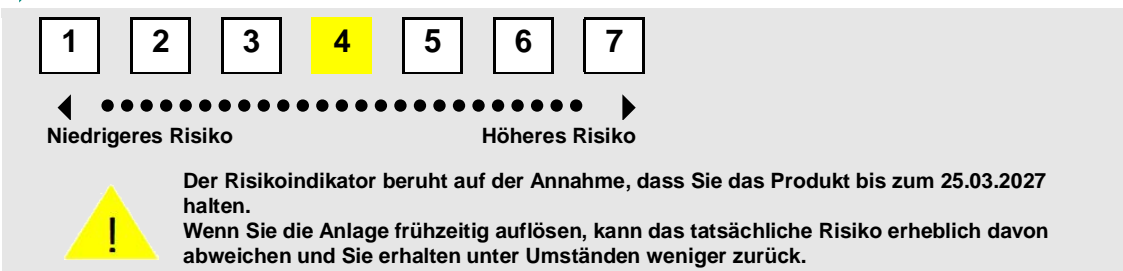 1 2 3 4 5 6 7
Niedrigeres Risiko Höheres Risiko
Der Risikoindikator beruht auf der Annahme, dass Sie das Produkt bis zum 25.03.2027
halten.
Wenn Sie die Anlage frühzeitig auflösen, kann das tatsächliche Risiko erheblich davon
abweichen und Sie erhalten unter Umständen weniger zurück.
!